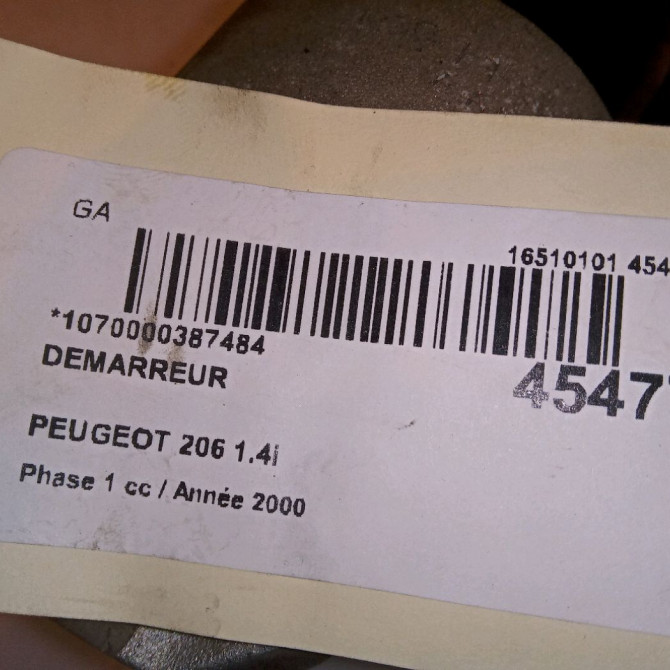 GA
16510101 454
*1070000387484
DEMARREUR
4547
PEUGEOT 206 1.4i
Phase 1 cc / Année 2000